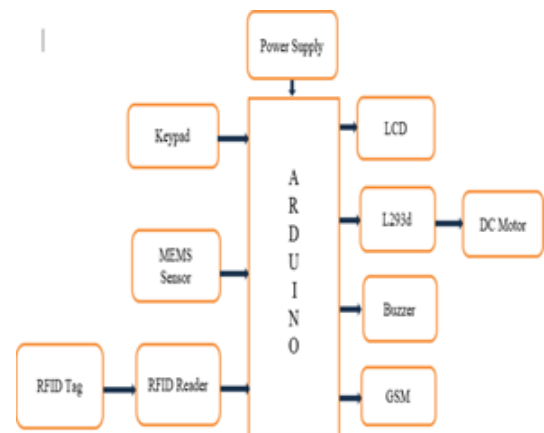 Power Supply
Keypad
LCD
A
R
D
U
I
N
O
L293d
DC Motor
MEMS
Sensor
Buzzer
RFID Tag
RFID Reader
GSM